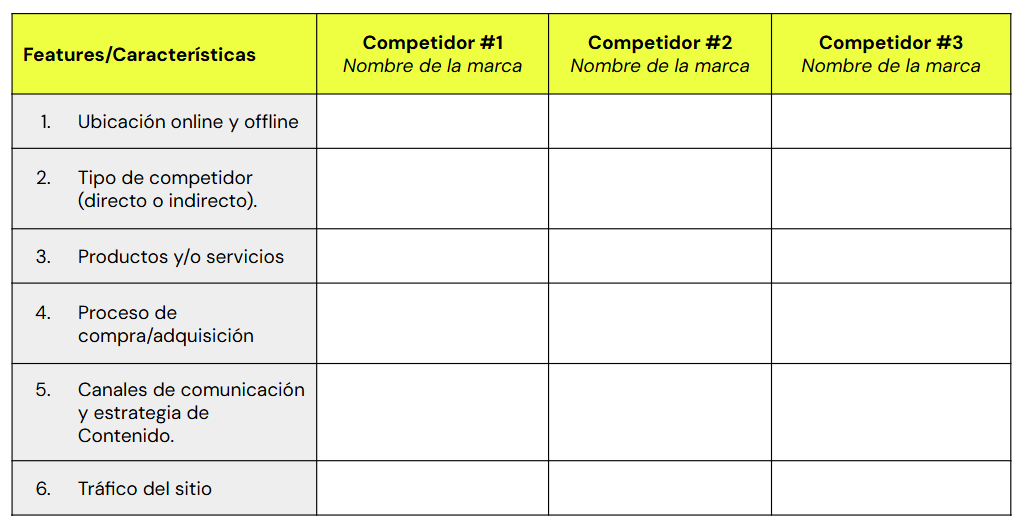 Features/Características
Competidor #1
Nombre de la marca
Competidor #2
Nombre de la marca
Competidor #3
Nombre de la marca
1. Ubicación online y offline
2. Tipo de competidor
(directo o indirecto).
3. Productos y/o servicios
4. Proceso de
compra/adquisición
5. Canales de comunicación
y estrategia de
Contenido.
6. Tráfico del sitio